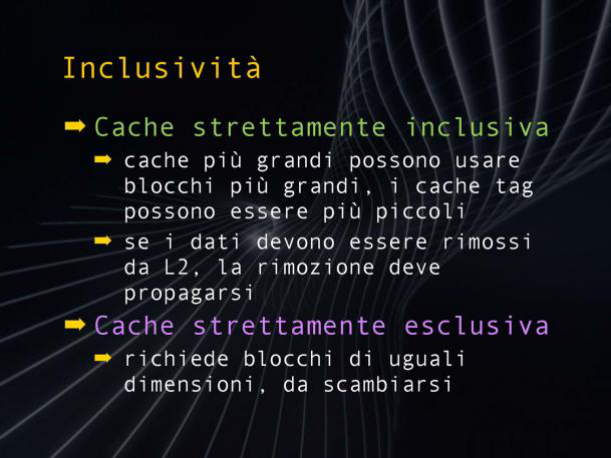 Inclusività
Cache strettamente inclusiva
cache più grandi possono usare
blocchi più grandi, i cache tag
possono essere più piccoli
se i dati devono essere rimossi
da L2, la rimozione deve
propagarsi
Cache strettamente esclusiva
richiede blocchi di uguali
dimensioni, da scambiarsi